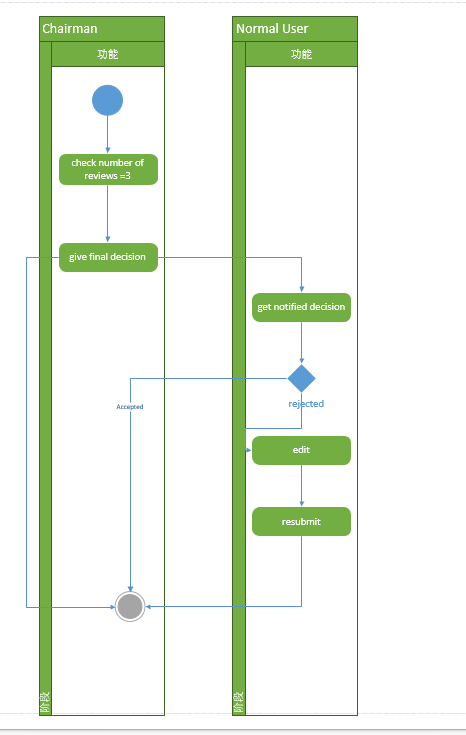 Chairman
功能
check number of
reviews =3
give final decision
Accepted
阶段
Normal User
功能
get notified decision
rejected
edit
resubmit
阶段